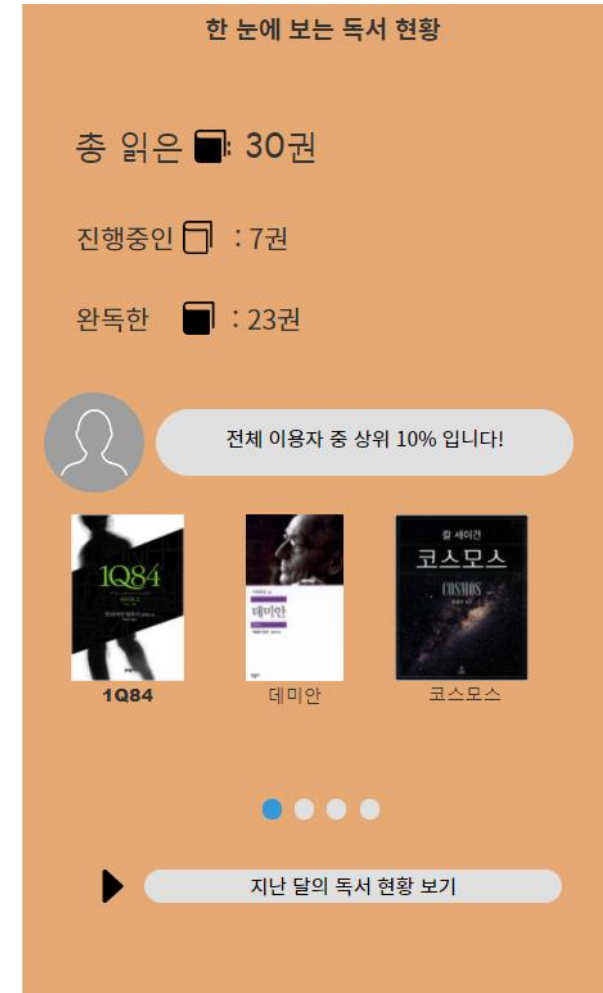 한 눈에 보는 독서 현황
총 읽은 : 30권
진행중인 : 7권
완독한 : 23권
전체 이용자 중 상위 10% 입니다!
1Q84
데미안
칼 세이건
코스모스
COSMOS
1Q84
데미안
코스모스
지난 달의 독서 현황 보기